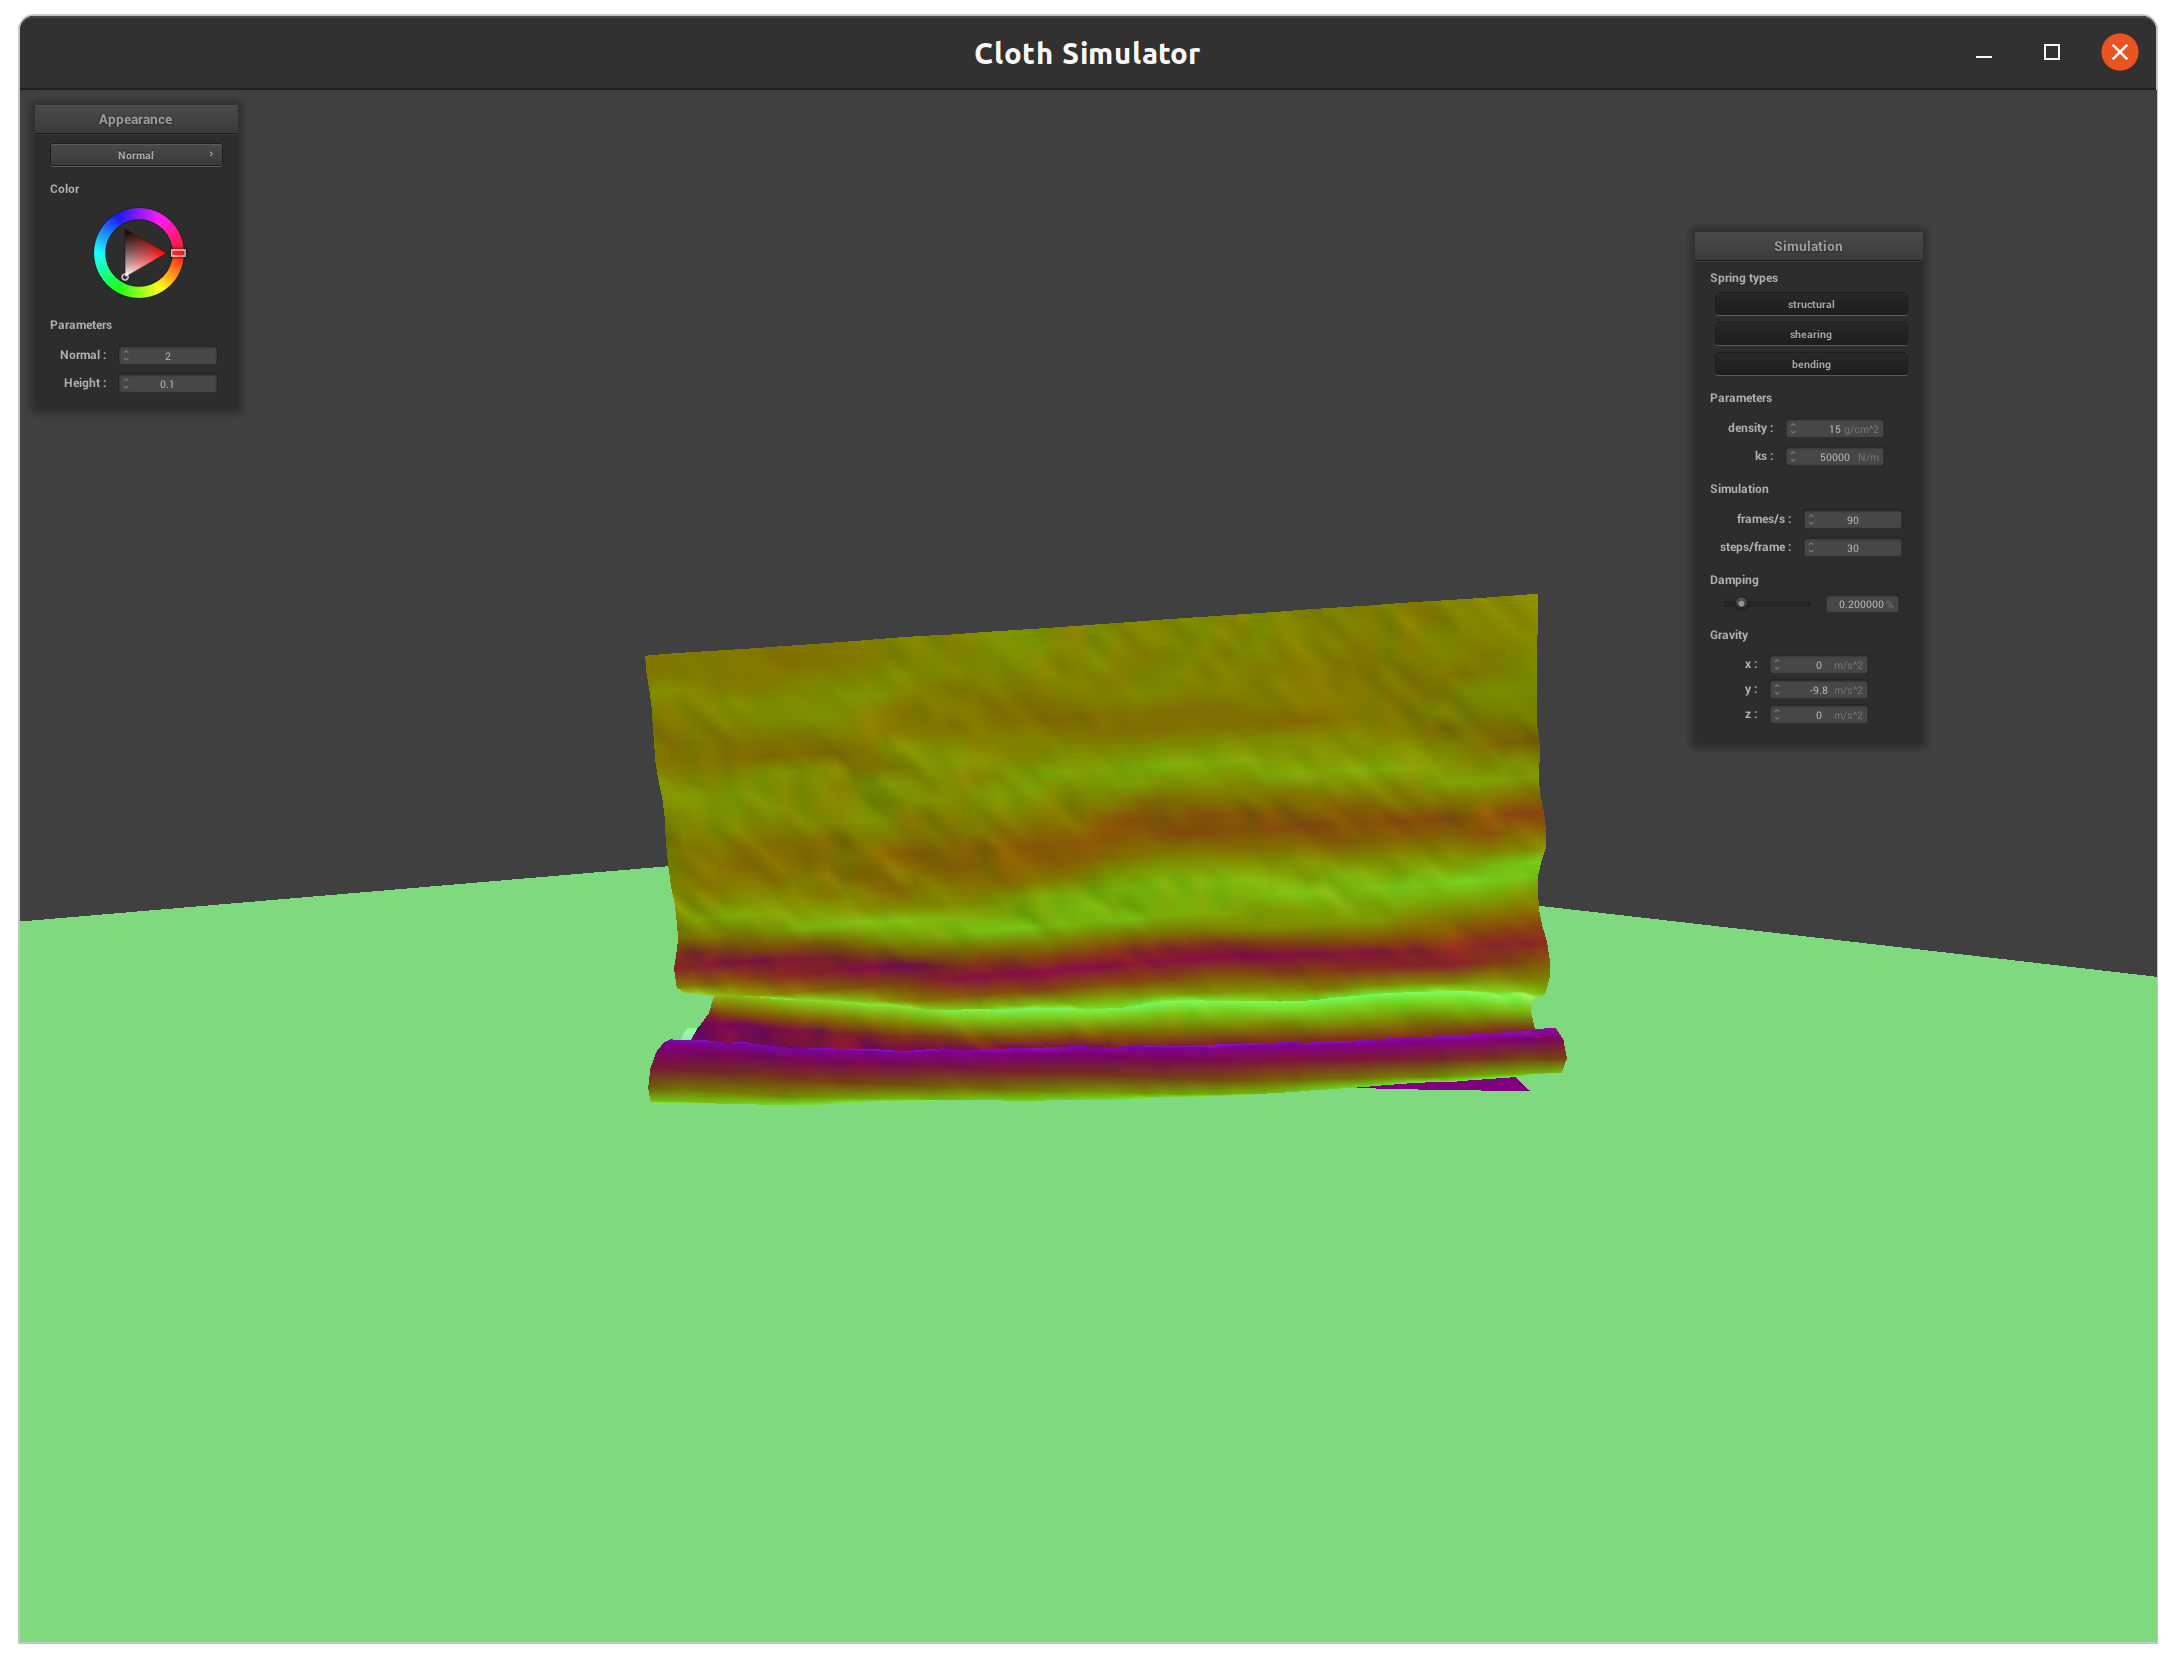 Cloth Simulator
Appearance
Normal
Color
Parameters
Normal : 2
Height : 0.1
Simulation
Spring types
structural
shearing
bending
Parameters
density : 15 g/cm^2
ks : 50000 N/m
Simulation
frames/s : 90
steps/frame : 30
Damping
0.200000 %
Gravity
x : 0 m/s^2
y : -9.8 m/s^2
z : 0 m/s^2